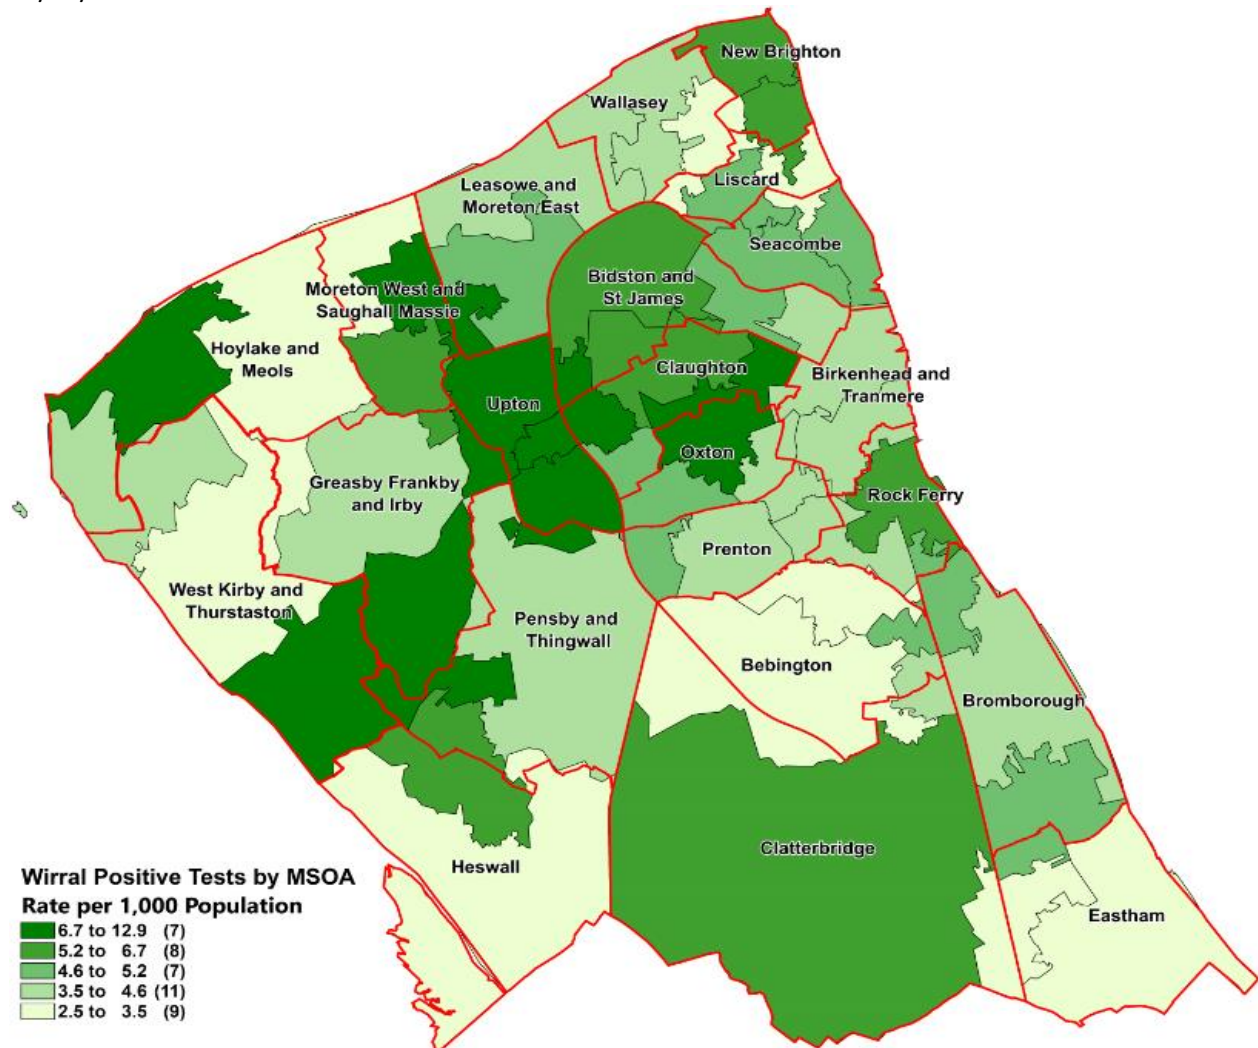 New Brighton
Wallasey
Liscard
Leasowe and
Moreton East
Seacombe
Bidston and
St James
Moreton West and
Saughall Massie
Hoylake and
Meols
Claughton
Birkenhead and
Tranmere
Upton
Oxton
Greasby Frankby
and Irby
Rock Ferry
Prenton
West Kirby and
Thurstaston
Pensby and
Thingwall
Bebington
Bromborough
Clatterbridge
Heswall
Eastham
Wirral Positive Tests by MSOA
Rate per 1,000 Population
6.7 to 12.9 (7)
5.2 to 6.7 (8)
4.6 to 5.2 (7)
3.5 to 4.6 (11)
2.5 to 3.5 (9)